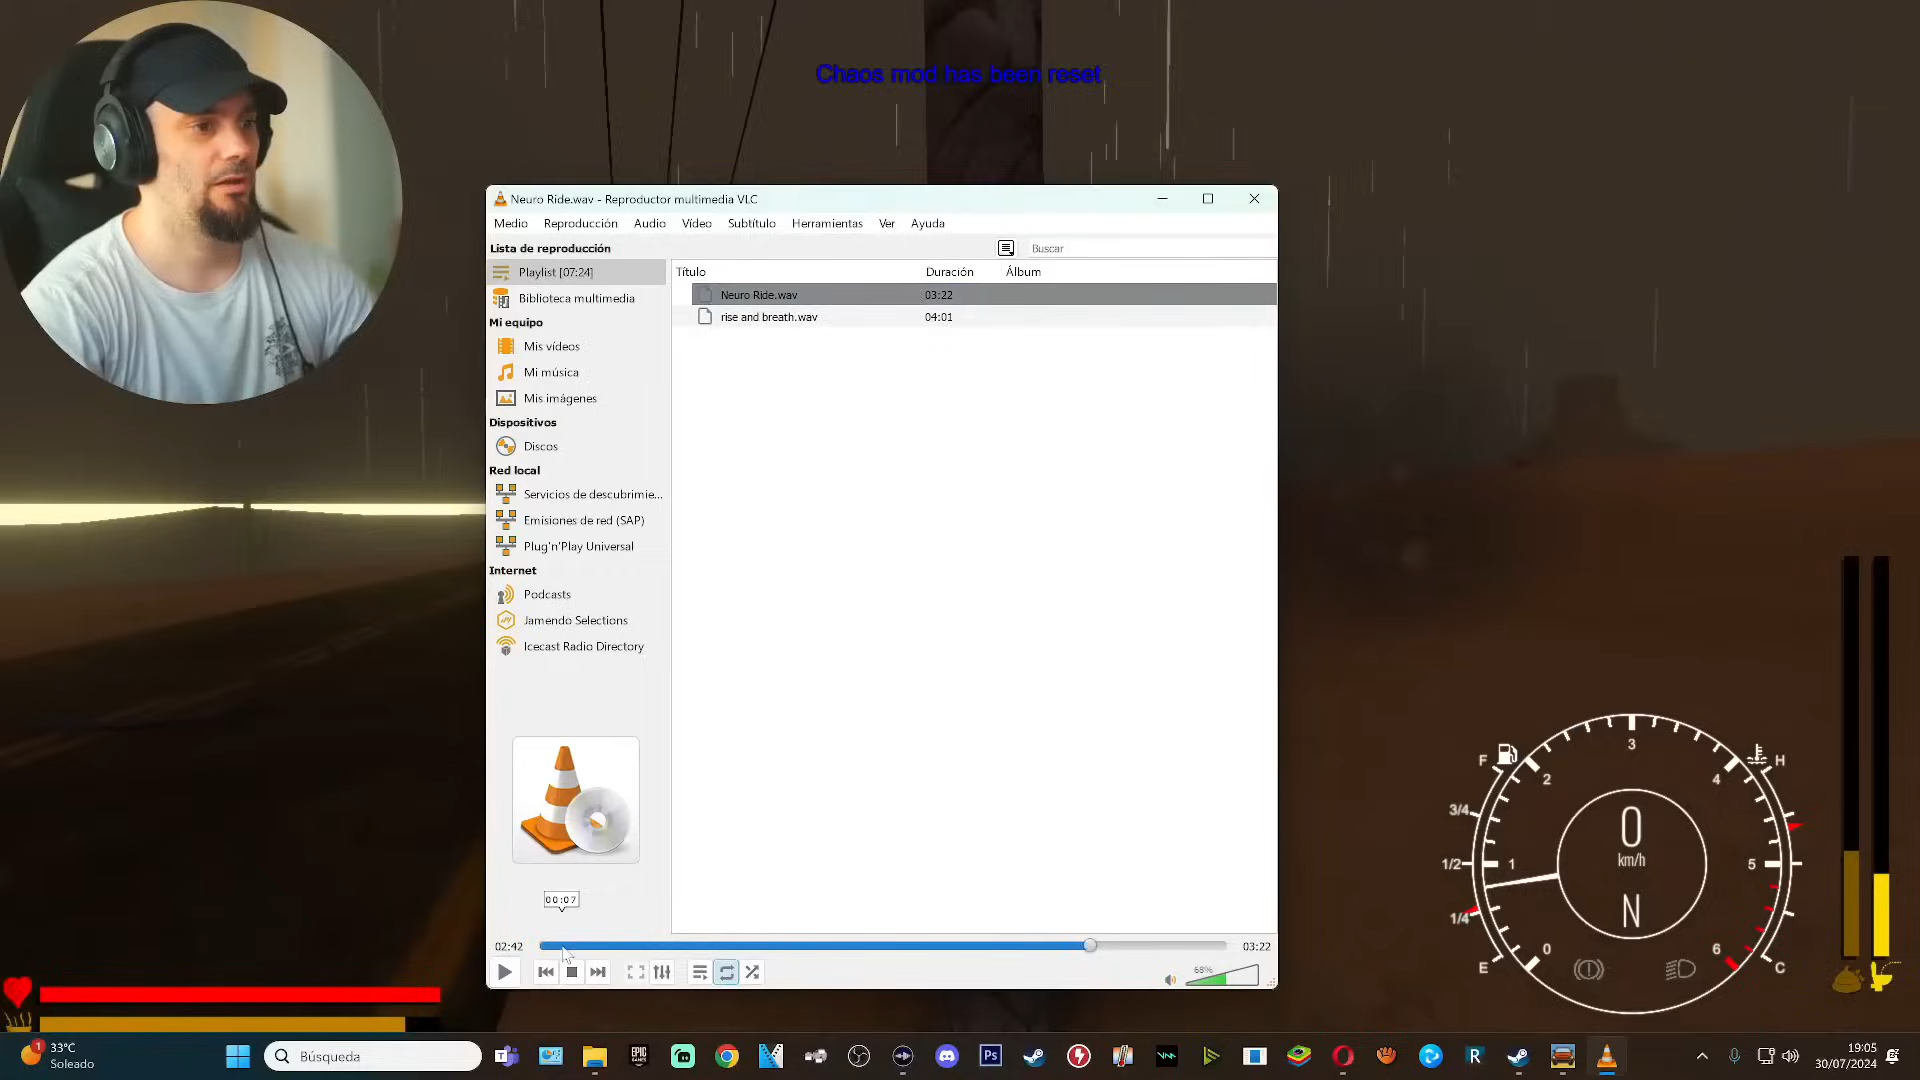 Chaos mod has been reset
Neuro Ride.wav - Reproductor multimedia VLC
Medio Reproducción Audio Vídeo Subtítulo Herramientas Ver Ayuda
Lista de reproducción
Buscar
Playlist [07:24]
Título Duración Álbum
Biblioteca multimedia
Neuro Ride.wav 03:22
rise and breath.wav 04:01
Mi equipo
Mis vídeos
Mi música
Mis imágenes
Dispositivos
Discos
Red local
Servicios de descubrimie...
Emisiones de red (SAP)
Plug'n'Play Universal
Internet
Podcasts
Jamendo Selections
Icecast Radio Directory
00:07
02:42 03:22
68%
F 3/4 1/2 1/4 E
0 1 2 3 4 5 6
H C
0
km/h
N
1
33°C
Soleado
Búsqueda
EPIC GAMES
Ps
R
19:05
30/07/2024